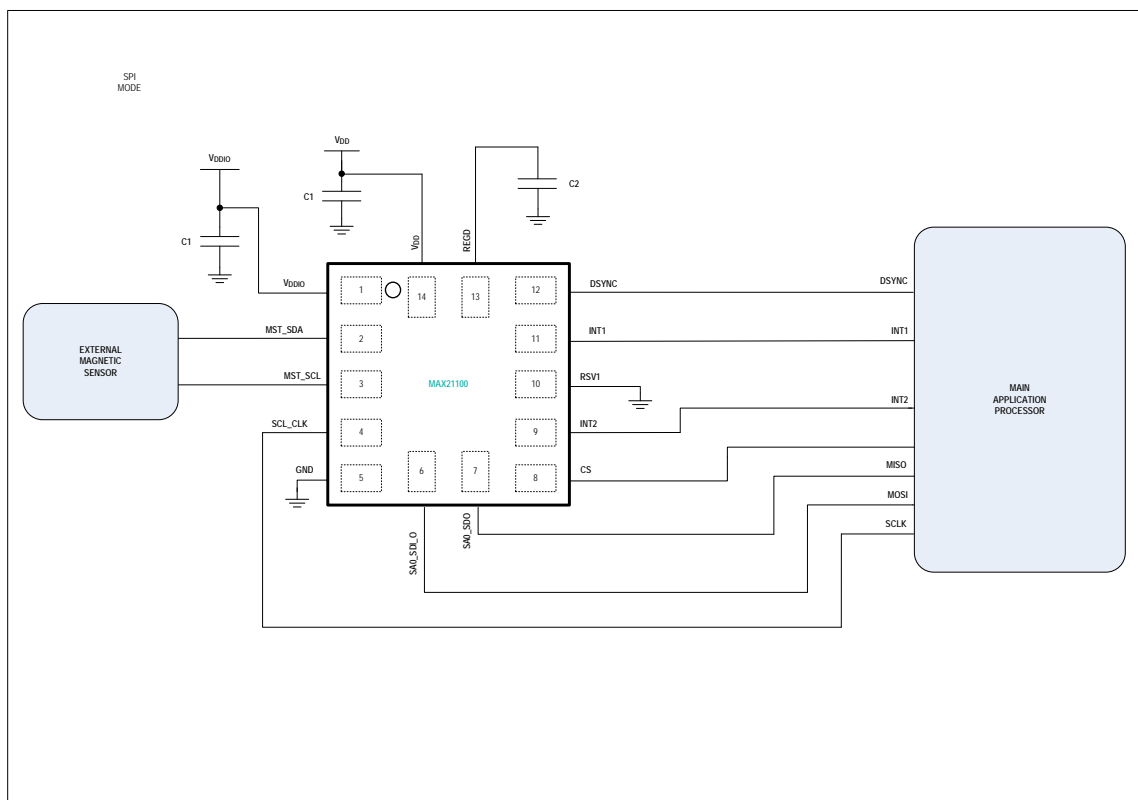 SPI
MODE
VDD
VDDIO
C1
C2
C1
VDD
REGD
VDDIO
1
14
13
12
DSYNC
DSYNC
MST_SDA
2
11
INT1
INT1
EXTERNAL
MAGNETIC
SENSOR
MST_SCL
3
MAX21100
10
RSV1
MAIN
APPLICATION
PROCESSOR
INT2
SCL_CLK
4
9
INT2
GND
5
6
7
8
CS
MISO
MOSI
SCLK
SA0_SDI_O
SA0_SDO